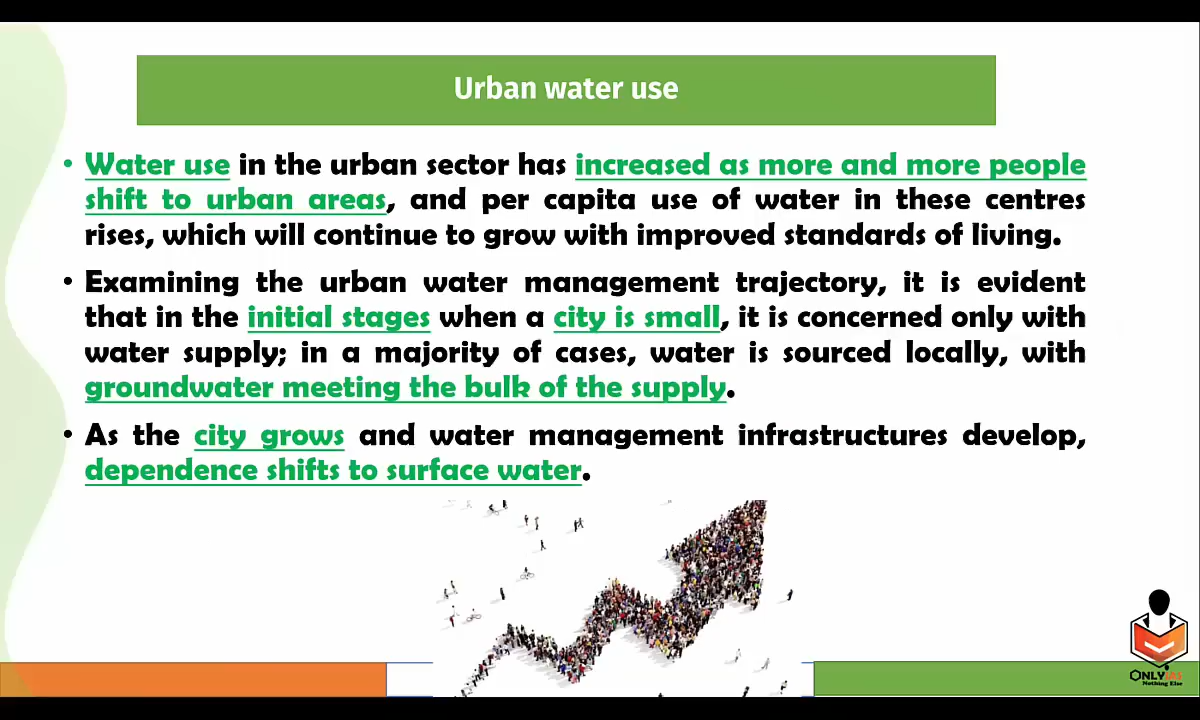 Urban water use
• Water use in the urban sector has increased as more and more people
shift to urban areas, and per capita use of water in these centres
rises, which will continue to grow with improved standards of living.
• Examining the urban water management trajectory, it is evident
that in the initial stages when a city is small, it is concerned only with
water supply; in a majority of cases, water is sourced locally, with
groundwater meeting the bulk of the supply.
• As the city grows and water management infrastructures develop,
dependence shifts to surface water.
ONLYIAS
Nothing Else